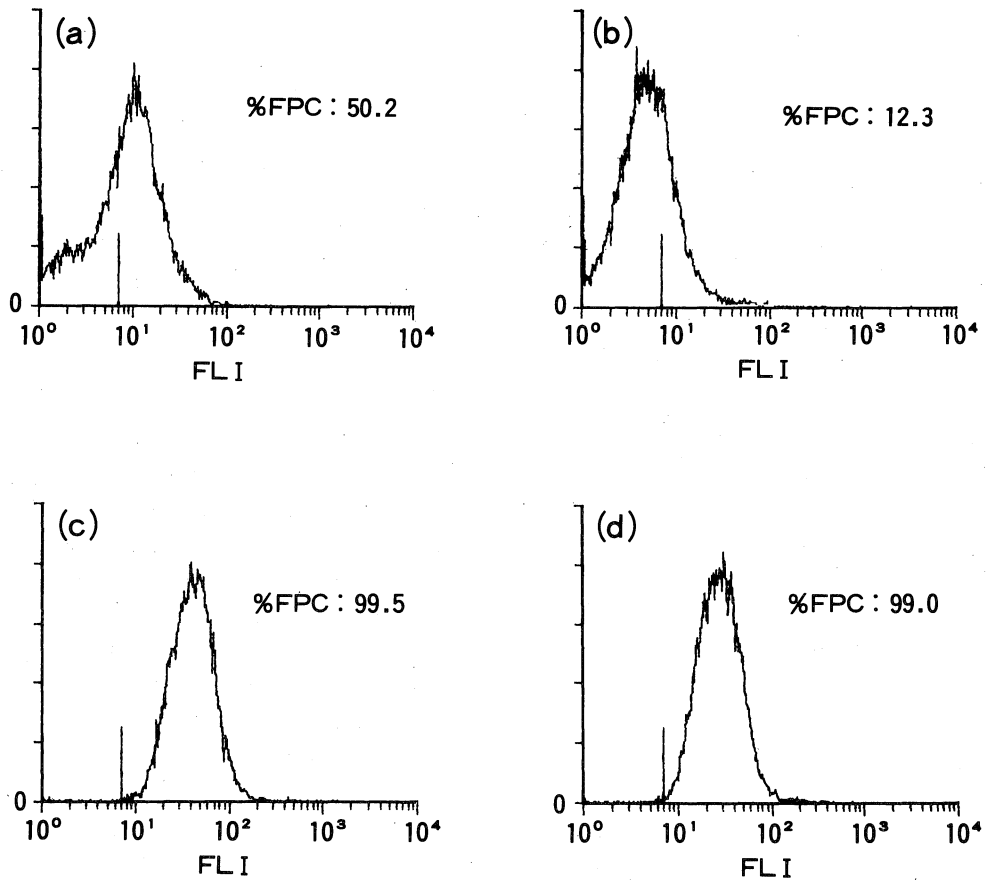 (a)
%FPC : 50.2
0
10⁰ 10¹ 10² 10³ 10⁴
FL I
(b)
%FPC : 12.3
0
10⁰ 10¹ 10² 10³ 10⁴
FL I
(c)
%FPC : 99.5
0
10⁰ 10¹ 10² 10³ 10⁴
FL I
(d)
%FPC : 99.0
0
10⁰ 10¹ 10² 10³ 10⁴
FL I